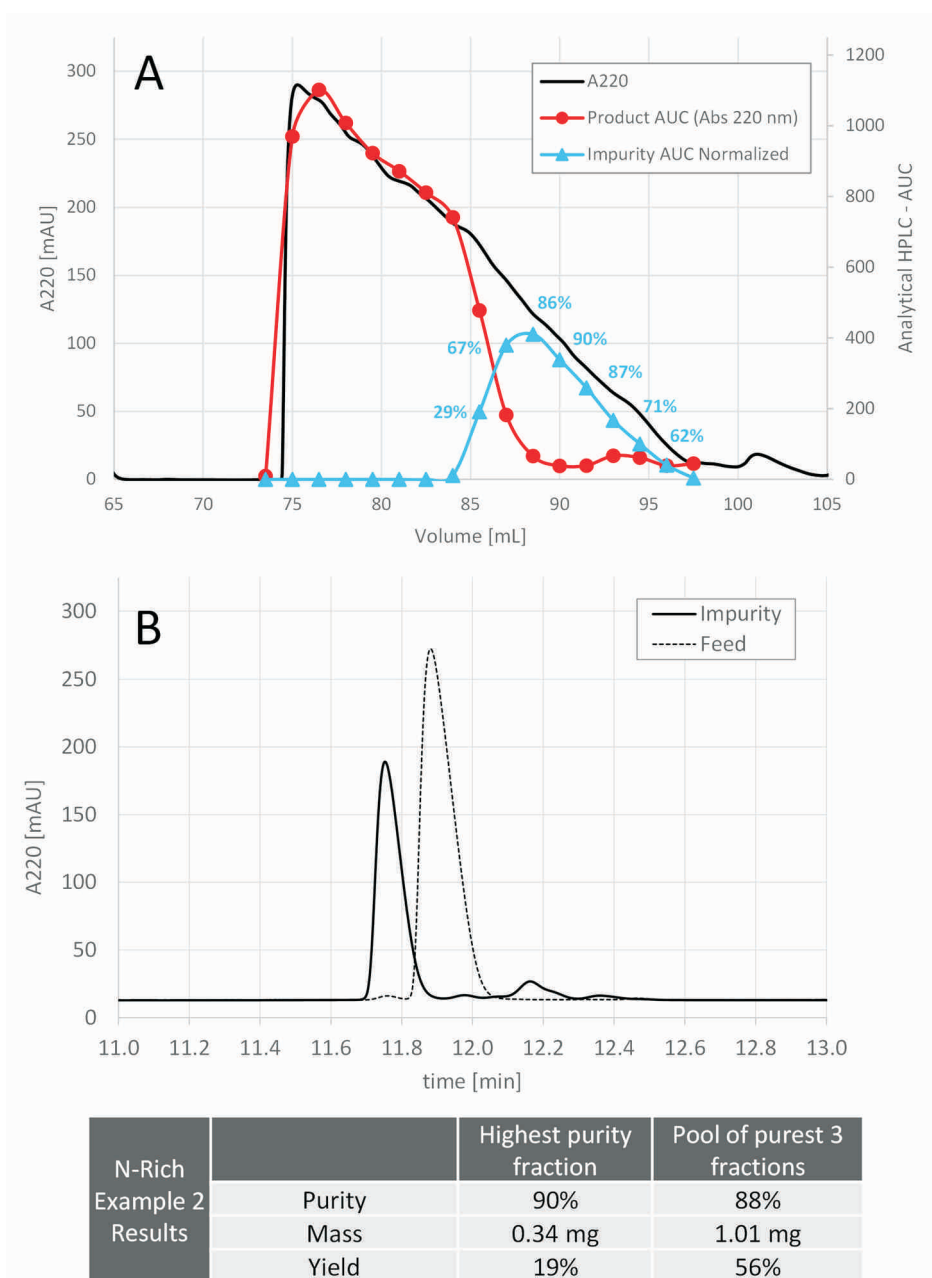 A
A220
Product AUC (Abs 220 nm)
Impurity AUC Normalized
300
250
200
150
100
50
0
A220 [mAU]
1200
1000
800
600
400
200
0
Analytical HPLC - AUC
29%
67%
86%
90%
87%
71%
62%
65 70 75 80 85 90 95 100 105
Volume [mL]
B
Impurity
Feed
300
250
200
150
100
50
0
A220 [mAU]
11.0 11.2 11.4 11.6 11.8 12.0 12.2 12.4 12.6 12.8 13.0
time [min]
N-Rich
Example 2
Results
Highest purity
fraction
Pool of purest 3
fractions
Purity 90% 88%
Mass 0.34 mg 1.01 mg
Yield 19% 56%